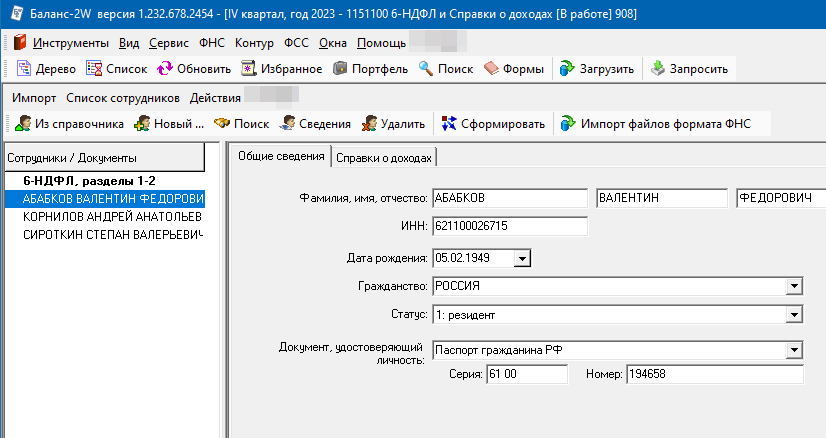 Баланс-2W версия 1.232.678.2454 - [IV квартал, год 2023 - 1151100 6-НДФЛ и Справки о доходах [В работе] 908]
Инструменты Вид Сервис ФНС Контур ФСС Окна Помощь
Дерево Список Обновить Избранное Портфель Поиск Формы Загрузить Запросить
Импорт Список сотрудников Действия
Из справочника Новый ... Поиск Сведения Удалить Сформировать Импорт файлов формата ФНС
Сотрудники / Документы
6-НДФЛ, разделы 1-2
АБАБКОВ ВАЛЕНТИН ФЕДОРОВИ
КОРНИЛОВ АНДРЕЙ АНАТОЛЬЕВ
СИРОТКИН СТЕПАН ВАЛЕРЬЕВИЧ
Общие сведения Справки о доходах
Фамилия, имя, отчество: АБАБКОВ ВАЛЕНТИН ФЕДОРОВИЧ
ИНН: 621100026715
Дата рождения: 05.02.1949
Гражданство: РОССИЯ
Статус: 1: резидент
Документ, удостоверяющий личность: Паспорт гражданина РФ
Серия: 61 00 Номер: 194658